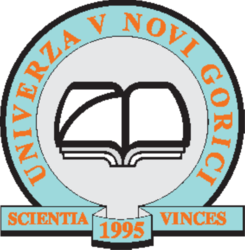 UNIVERZA V NOVI GORICI
SCIENTIA 1995 VINCES